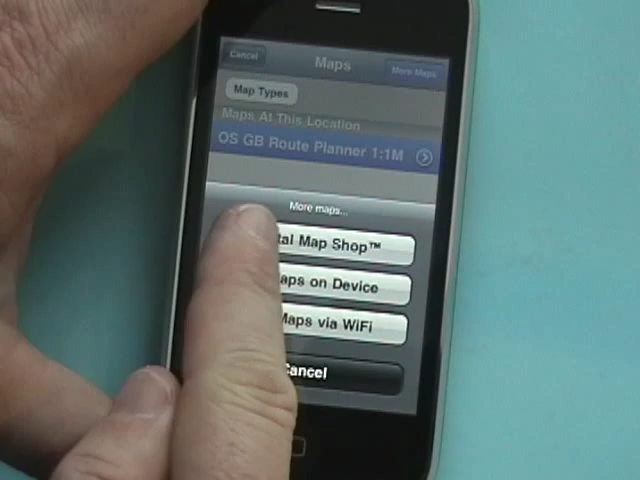 Cancel
Maps
More Maps
Map Types
Maps At This Location
OS GB Route Planner 1:1M
More maps...
tal Map Shop™
aps on Device
Maps via WiFi
Cancel